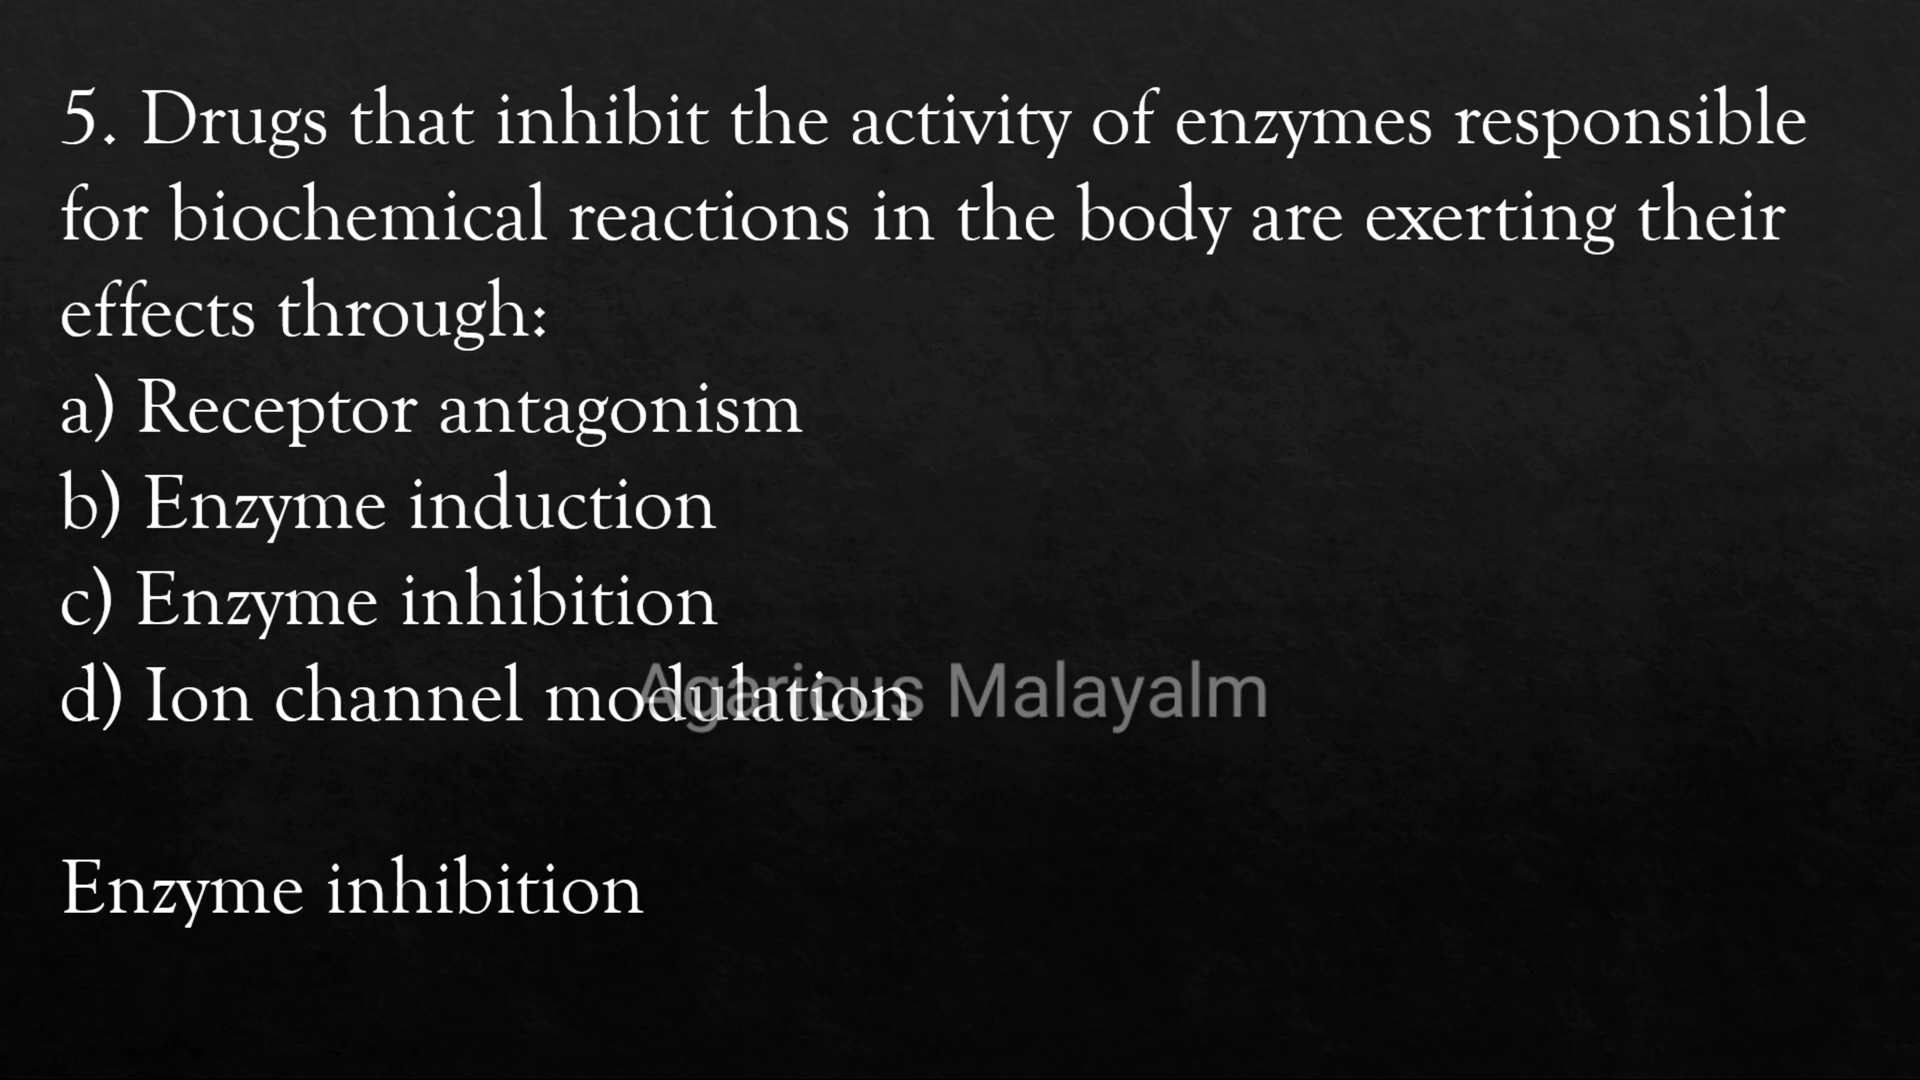 5. Drugs that inhibit the activity of enzymes responsible
for biochemical reactions in the body are exerting their
effects through:
a) Receptor antagonism
b) Enzyme induction
c) Enzyme inhibition
d) Ion channel modulation
Agaricus Malayalm
Enzyme inhibition